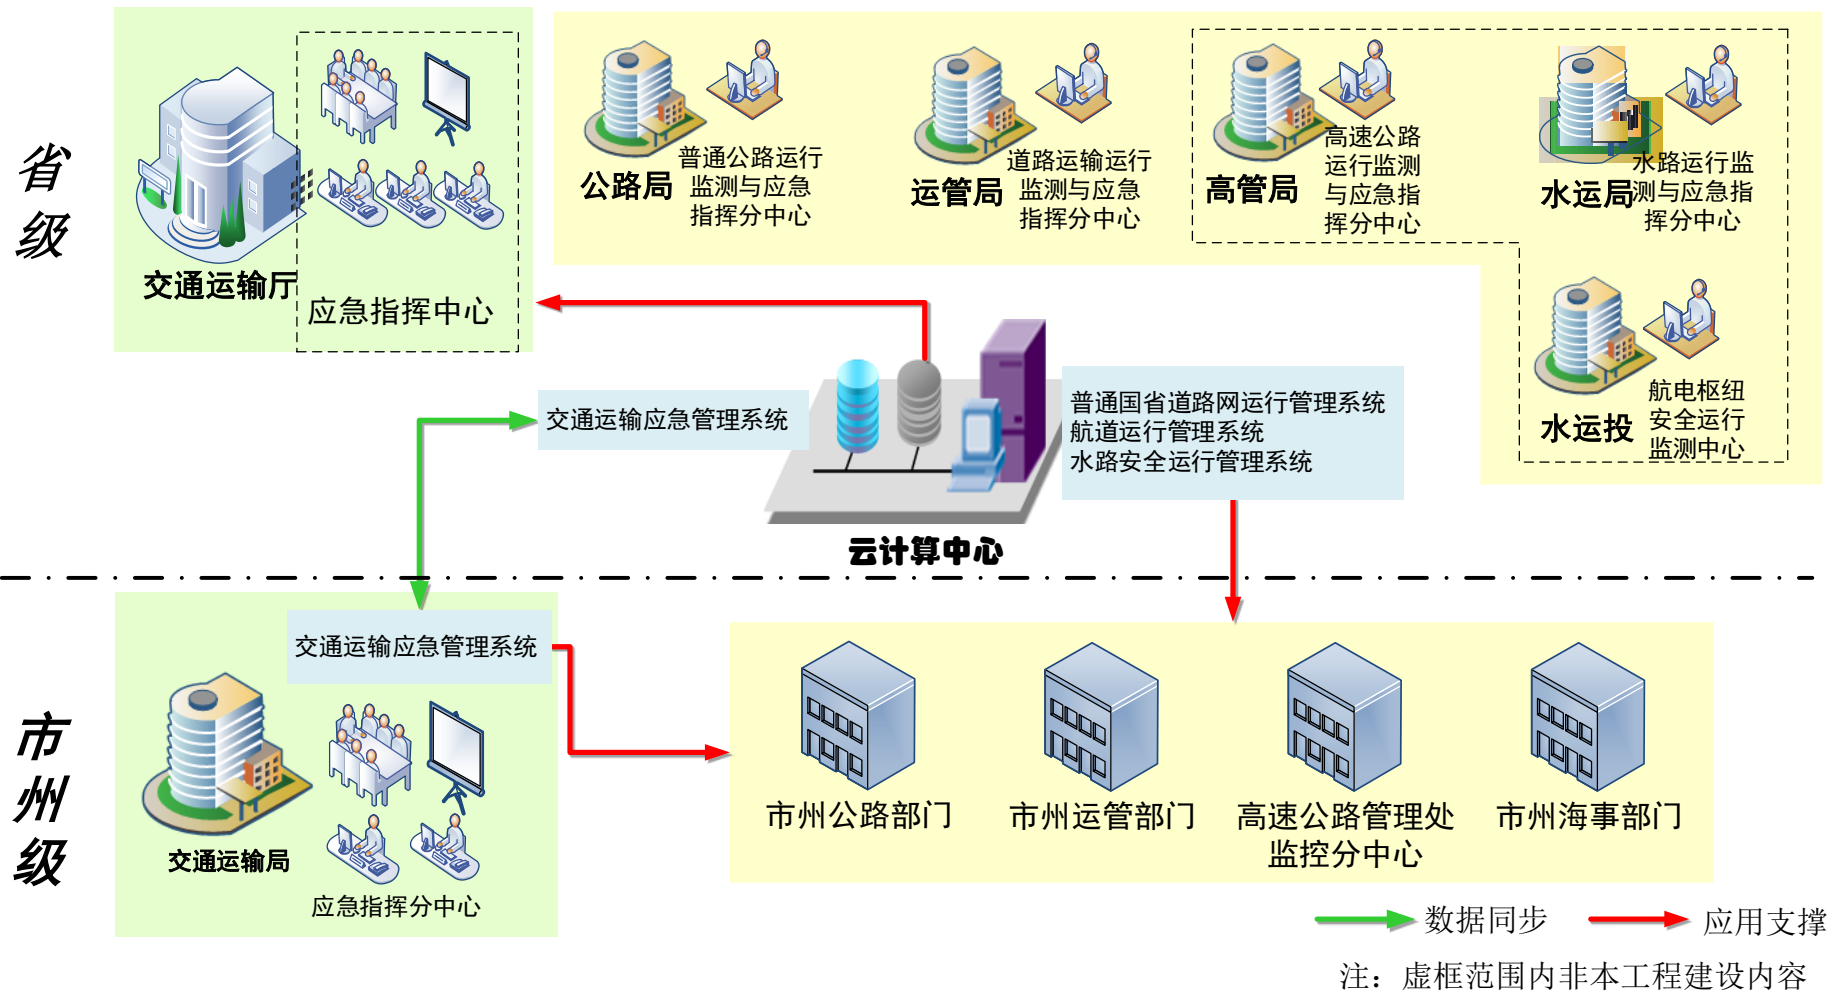 省
级
交通运输厅
应急指挥中心
公路局
普通公路运行
监测与应急
指挥分中心
运管局
道路运输运行
监测与应急
指挥分中心
高管局
高速公路
运行监测
与应急指
挥分中心
水运局
水路运行监
测与应急指
挥分中心
水运投
航电枢纽
安全运行
监测中心
交通运输应急管理系统
普通国省道路网运行管理系统
航道运行管理系统
水路安全运行管理系统
云计算中心
市
州
级
交通运输应急管理系统
交通运输局
应急指挥分中心
市州公路部门
市州运管部门
高速公路管理处
监控分中心
市州海事部门
数据同步
应用支撑
注：虚框范围内非本工程建设内容